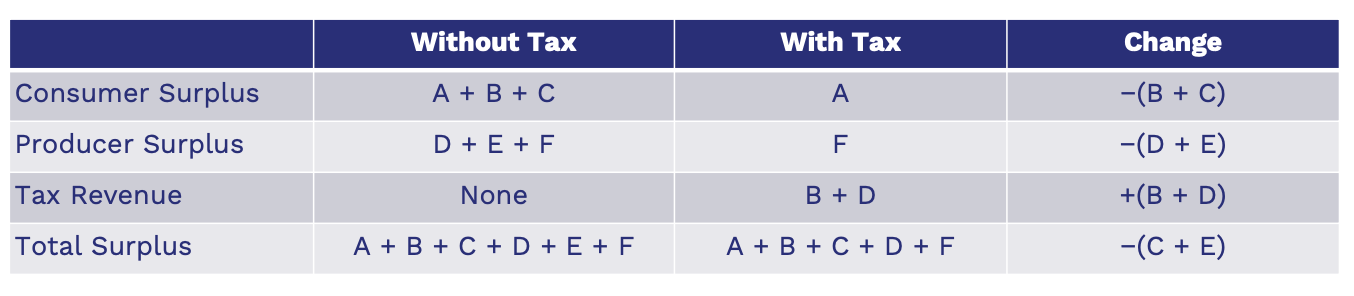 Without Tax With Tax Change
Consumer Surplus A + B + C A −(B + C)
Producer Surplus D + E + F F −(D + E)
Tax Revenue None B + D +(B + D)
Total Surplus A + B + C + D + E + F A + B + C + D + F −(C + E)